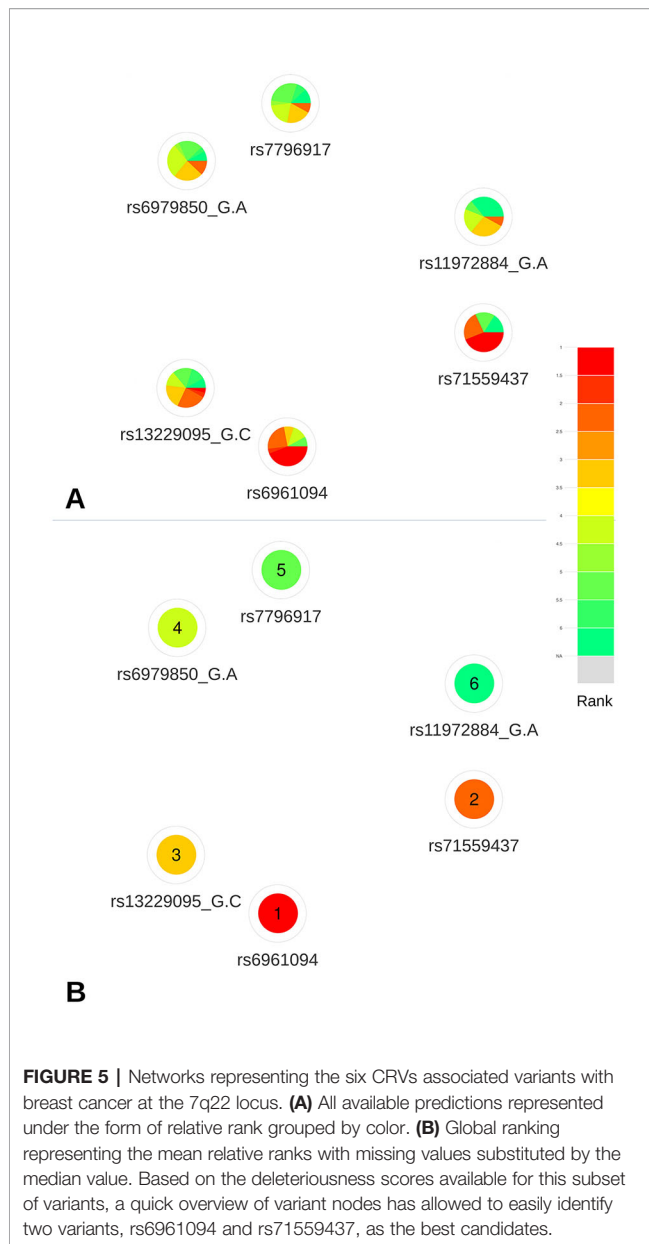 rs7796917
rs6979850_G.A
rs11972884_G.A
rs71559437
rs13229095_G.C
rs6961094
A
1
1.5
2
2.5
3
3.5
4
4.5
5
5.5
6
NA
Rank
5
rs7796917
4
rs6979850_G.A
6
rs11972884_G.A
2
rs71559437
3
rs13229095_G.C
1
rs6961094
B
FIGURE 5 | Networks representing the six CRVs associated variants with
breast cancer at the 7q22 locus. (A) All available predictions represented
under the form of relative rank grouped by color. (B) Global ranking
representing the mean relative ranks with missing values substituted by the
median value. Based on the deleteriousness scores available for this subset
of variants, a quick overview of variant nodes has allowed to easily identify
two variants, rs6961094 and rs71559437, as the best candidates.